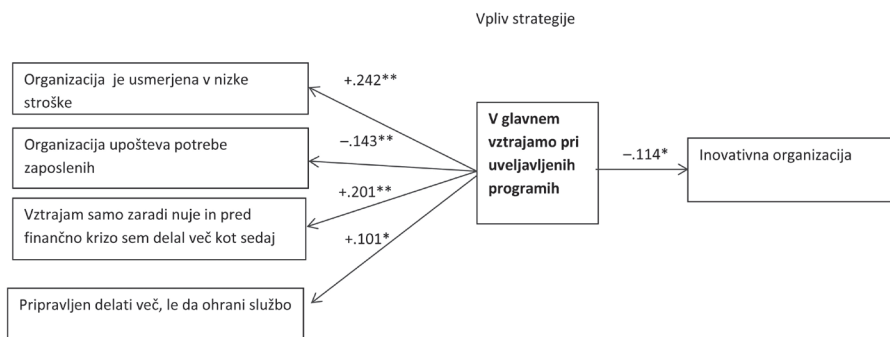 Vpliv strategije
Organizacija je usmerjena v nizke
stroške
Organizacija upošteva potrebe
zaposlenih
Vztrajam samo zaradi nuje in pred
finančno krizo sem delal več kot sedaj
Pripravljen delati več, le da ohrani službo
+.242**
–.143**
+.201**
+.101*
V glavnem
vztrajamo pri
uveljavljenih
programih
–.114*
Inovativna organizacija